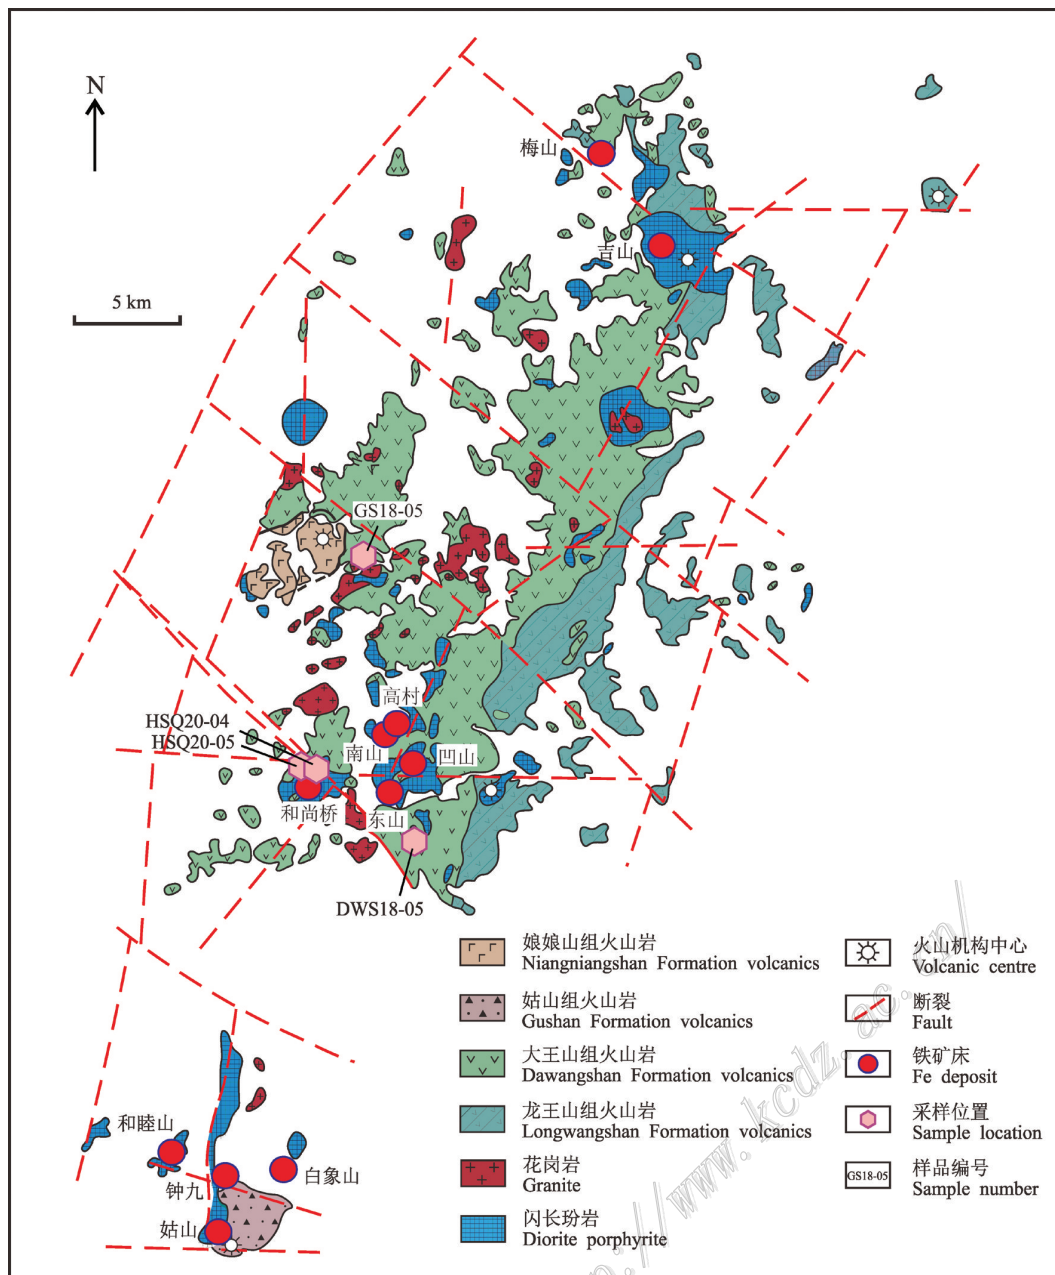 N
梅山
吉山
5 km
GS18-05
高村
HSQ20-04
HSQ20-05
南山
凹山
和尚桥
东山
DWS18-05
和睦山
钟九
白象山
姑山
娘娘山组火山岩
Niangniangshan Formation volcanics
姑山组火山岩
Gushan Formation volcanics
大王山组火山岩
Dawangshan Formation volcanics
龙王山组火山岩
Longwangshan Formation volcanics
花岗岩
Granite
闪长玢岩
Diorite porphyrite
火山机构中心
Volcanic centre
断裂
Fault
铁矿床
Fe deposit
采样位置
Sample location
GS18-05
样品编号
Sample number
://www.kcdz.ac.cn/